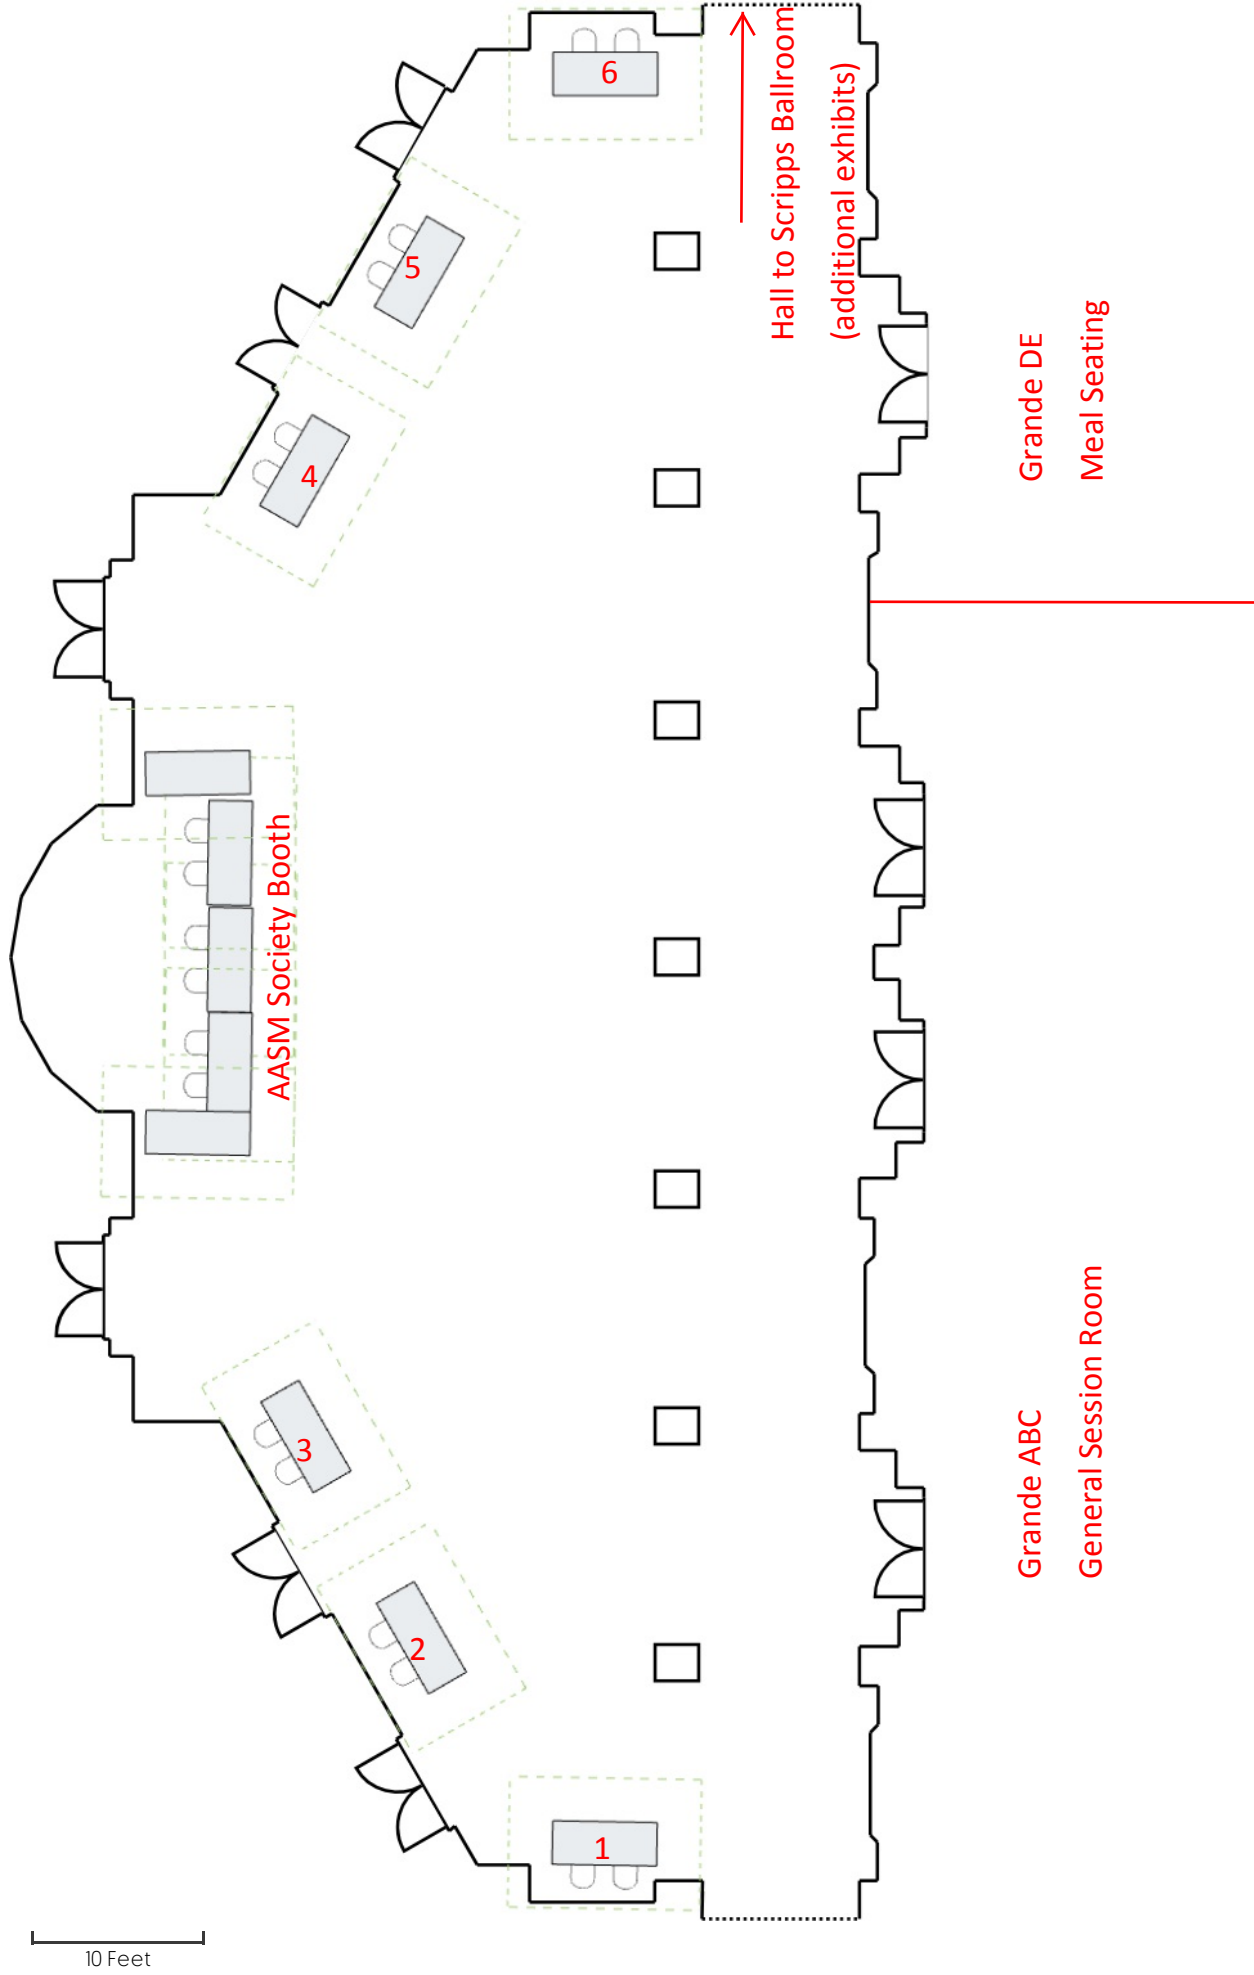 6
Hall to Scripps Ballroom
(additional exhibits)
5
Grande DE
Meal Seating
4
AASM Society Booth
3
Grande ABC
General Session Room
2
1
10 Feet